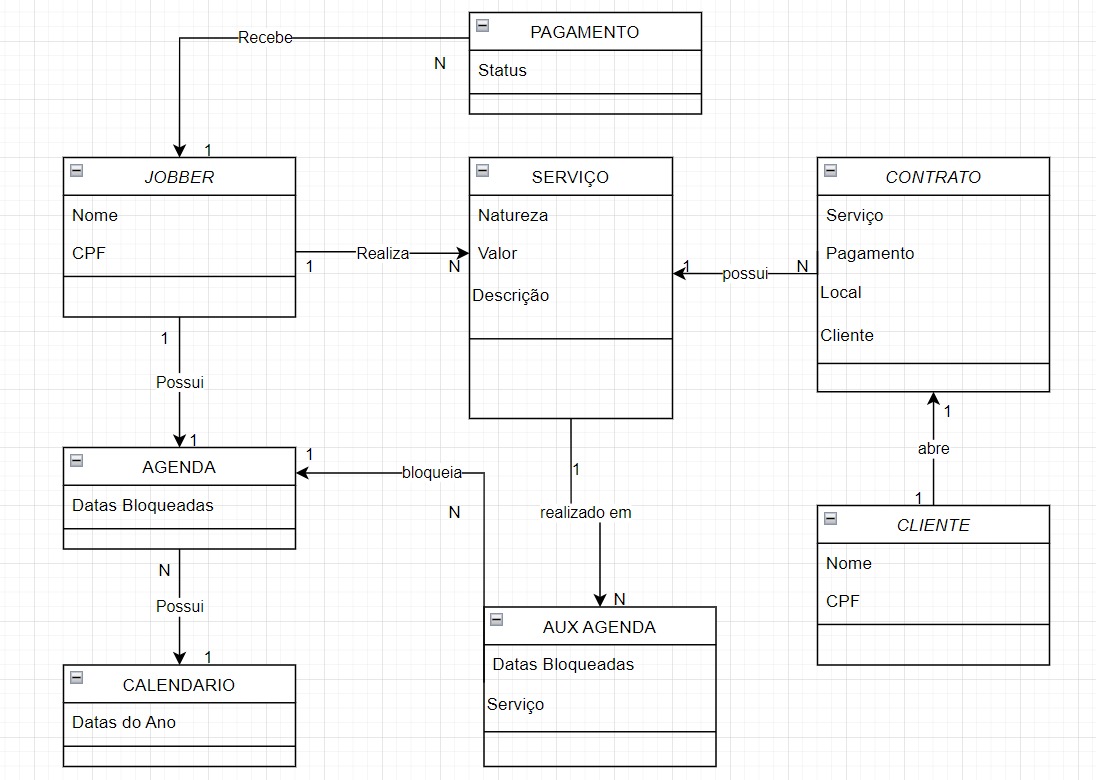 PAGAMENTO
Status
Recebe
N
1
JOBBER
Nome
CPF
Realiza
1
N
SERVIÇO
Natureza
Valor
Descrição
possui
1
N
CONTRATO
Serviço
Pagamento
Local
Cliente
1
abre
1
CLIENTE
Nome
CPF
1
Possui
1
AGENDA
Datas Bloqueadas
1
bloqueia
N
1
realizado em
N
AUX AGENDA
Datas Bloqueadas
Serviço
N
Possui
1
CALENDARIO
Datas do Ano